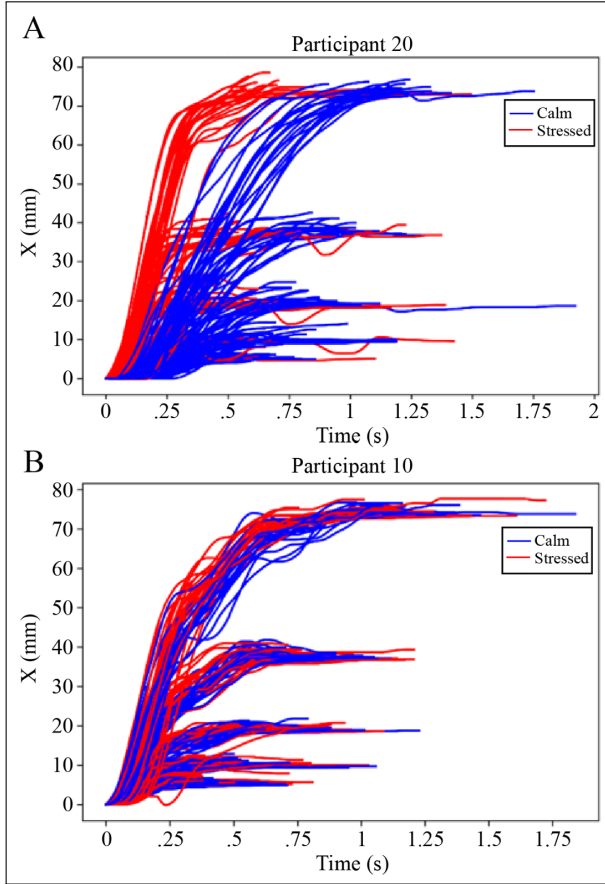 A
Participant 20
80
70
60
50
40
30
20
10
0
X (mm)
Calm
Stressed
0 .25 .5 .75 1 1.25 1.5 1.75 2
Time (s)
B
Participant 10
80
70
60
50
40
30
20
10
0
X (mm)
Calm
Stressed
0 .25 .5 .75 1 1.25 1.5 1.75
Time (s)